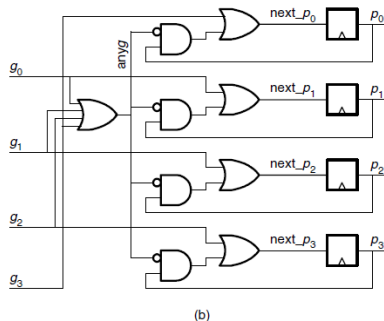 next_p0
p0
anyg
g0
next_p1
p1
g1
next_p2
p2
g2
next_p3
p3
g3
(b)